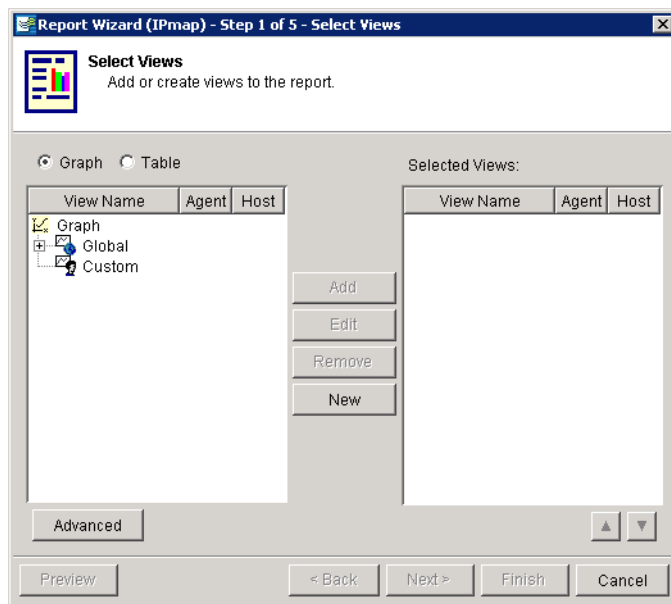 Report Wizard (IPmap) - Step 1 of 5 - Select Views
Select Views
Add or create views to the report.
Graph Table
Selected Views:
View Name Agent Host
View Name Agent Host
Graph
Global
Custom
Add
Edit
Remove
New
Advanced
Preview < Back Next > Finish Cancel